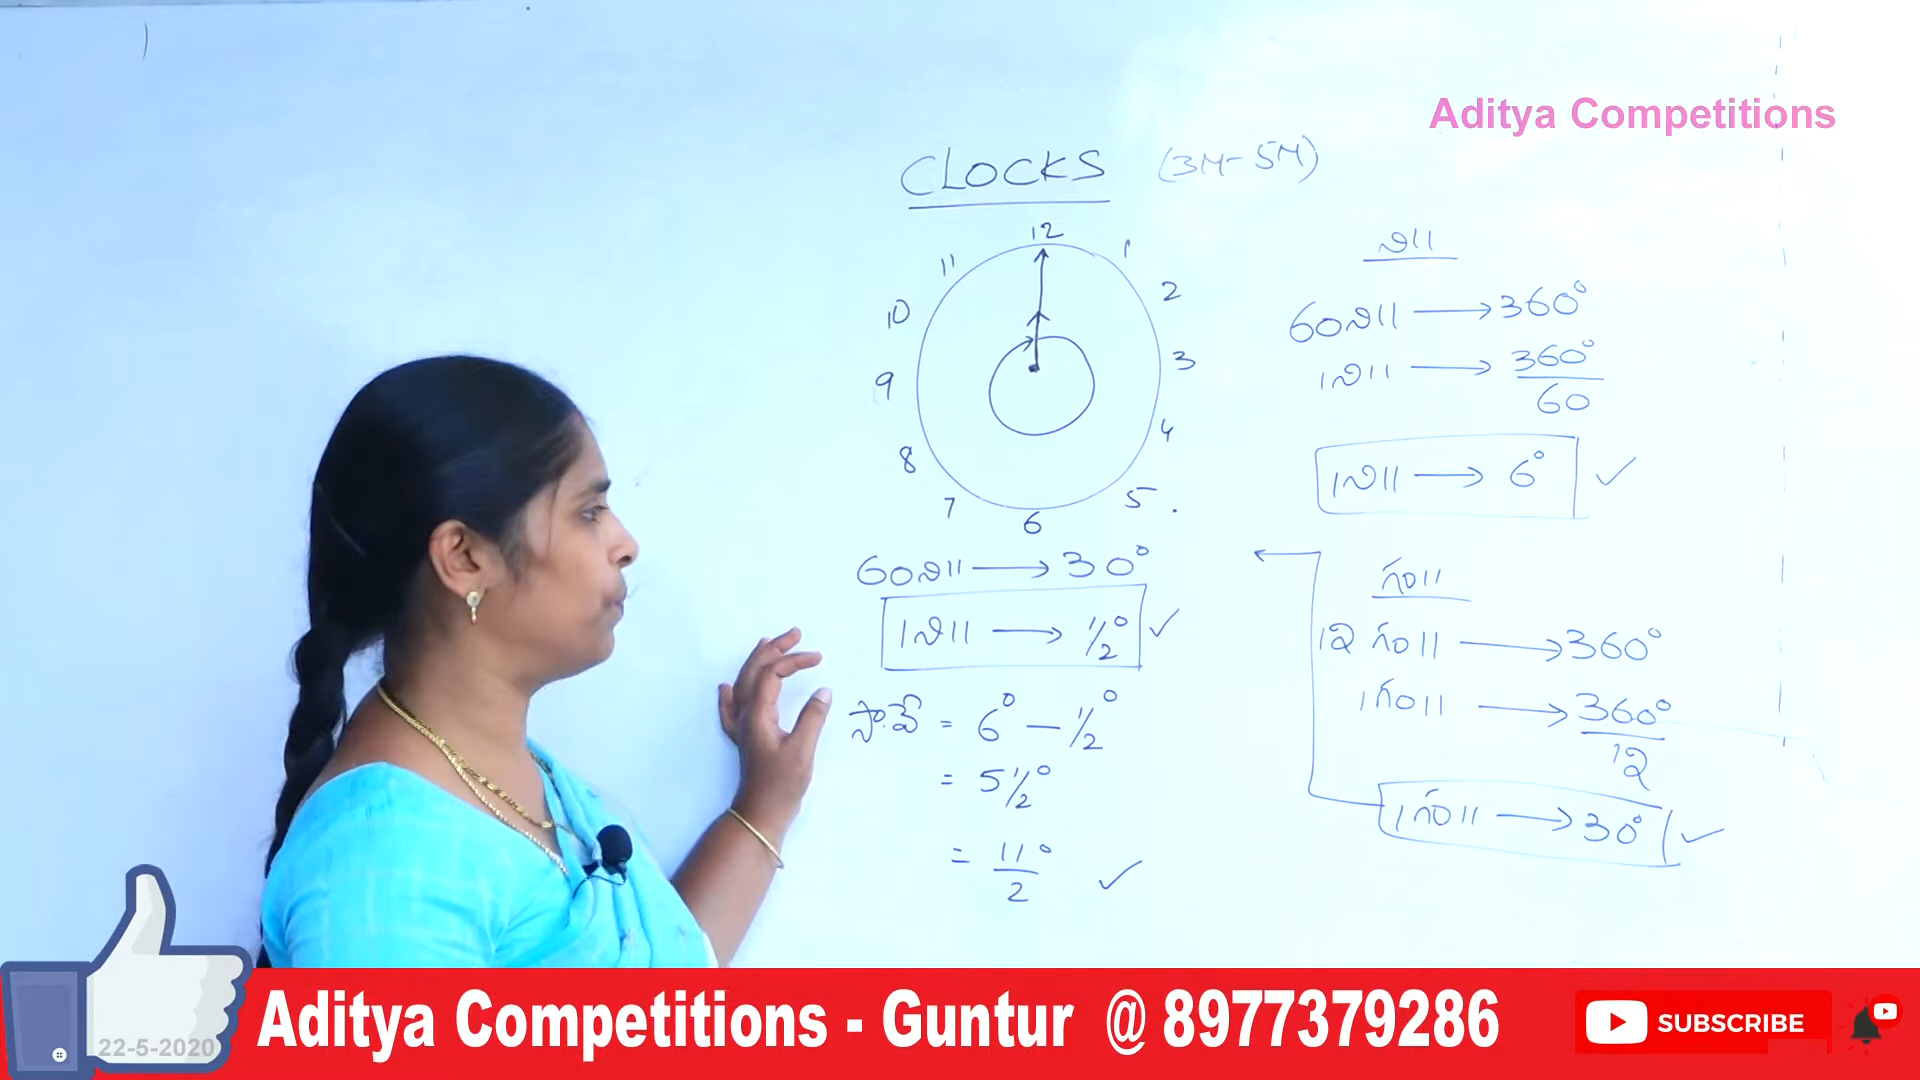 Aditya Competitions
CLOCKS (3M-5M)
12
11 1
10 2
9 3
8 4
7 5
6
60ని॥ → 30°
1ని॥ → 1/2° ✓
సా.వే = 6° - 1/2°
= 5 1/2°
= 11°/2 ✓
ని॥
60ని॥ → 360°
1ని॥ → 360°/60
1ని॥ → 6° ✓
గం॥
12 గం॥ → 360°
1గం॥ → 360°/12
1గం॥ → 30° ✓
Aditya Competitions - Guntur @ 8977379286
SUBSCRIBE
22-5-2020